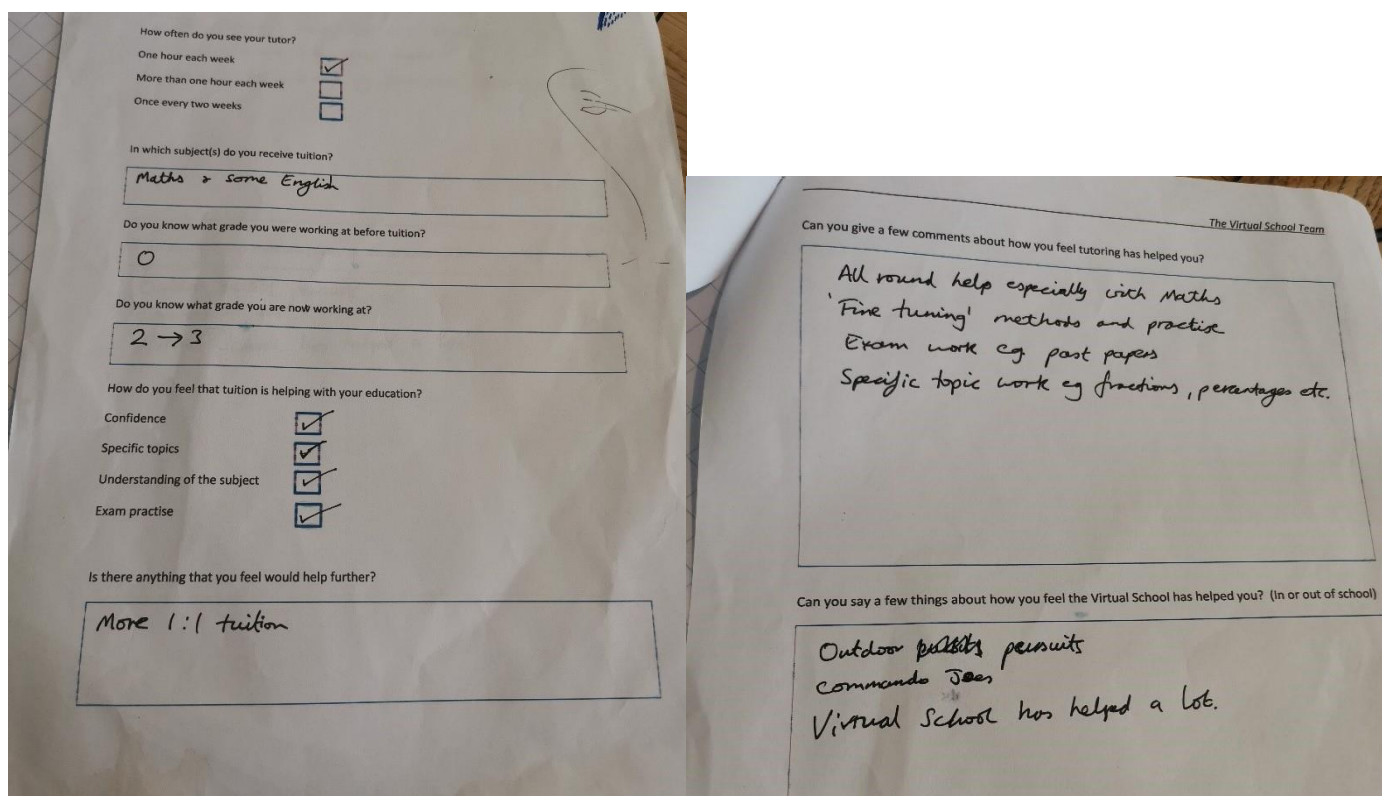 How often do you see your tutor?
One hour each week
More than one hour each week
Once every two weeks
In which subject(s) do you receive tuition?
Maths & some English
Do you know what grade you were working at before tuition?
0
Do you know what grade you are now working at?
2 → 3
How do you feel that tuition is helping with your education?
Confidence
Specific topics
Understanding of the subject
Exam practise
Is there anything that you feel would help further?
More 1:1 tuition
The Virtual School Team
Can you give a few comments about how you feel tutoring has helped you?
All round help especially with Maths
'Fine tuning' methods and practise
Exam work eg past papers
Specific topic work eg fractions, percentages etc.
Can you say a few things about how you feel the Virtual School has helped you? (In or out of school)
Outdoor persuits
Commando Joes
Virtual School has helped a lot.